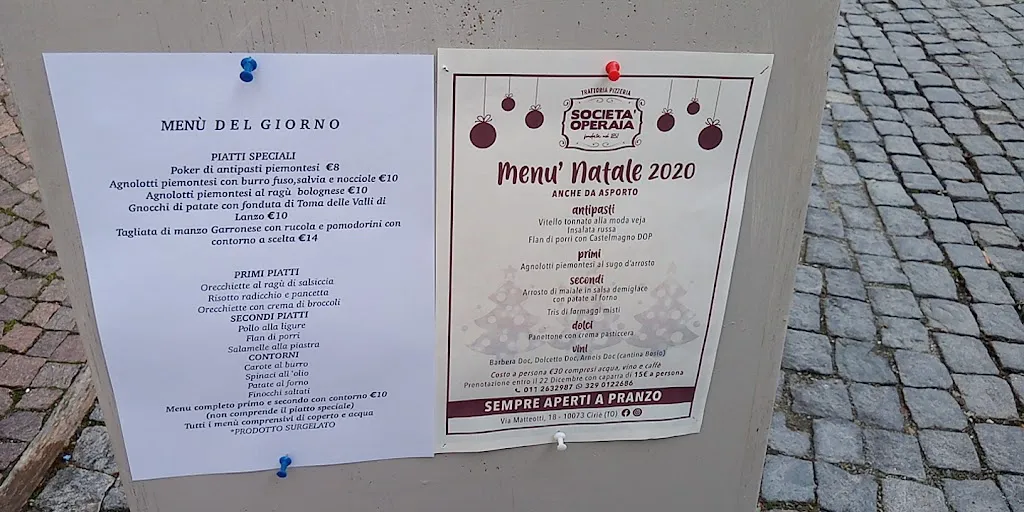 MENÙ DEL GIORNO
PIATTI SPECIALI
Poker di antipasti piemontesi €8
Agnolotti piemontesi con burro fuso,salvia e nocciole €10
Agnolotti piemontesi al ragù bolognese €10
Gnocchi di patate con fonduta di Toma delle Valli di
Lanzo €10
Tagliata di manzo Garronese con rucola e pomodorini con
contorno a scelta €14
PRIMI PIATTI
Orecchiette al ragù di salsiccia
Risotto radicchio e pancetta
Orecchiette con crema di broccoli
SECONDI PIATTI
Pollo alla ligure
Flan di porri
Salamelle alla piastra
CONTORNI
Carote al burro
Spinaci all'olio
Patate al forno
Finocchi saltati
Menu completo primo e secondo con contorno €10
(non comprende il piatto speciale)
Tutti i menu comprensivi di coperto e acqua
*PRODOTTO SURGELATO
TRATTORIA PIZZERIA
SOCIETA'
OPERAIA
Menu' Natale 2020
ANCHE DA ASPORTO
antipasti
Vitello tonnato alla moda veja
Insalata russa
Flan di porri con Castelmagno DOP
primi
Agnolotti piemontesi al sugo d'arrosto
secondi
Arrosto di maiale in salsa demiglace
con patate al forno
Tris di formaggi misti
dolci
Panettone con crema pasticcera
vini
Barbera Doc, Dolcetto Doc, Arneis Doc (cantina Bosio)
Costo a persona €30 compresi acqua, vino e caffè
Prenotazione entro il 22 Dicembre con caparra di 15€ a persona
011 2632987 329 0122686
SEMPRE APERTI A PRANZO
Via Matteotti, 18 - 10073 Cirié (TO)